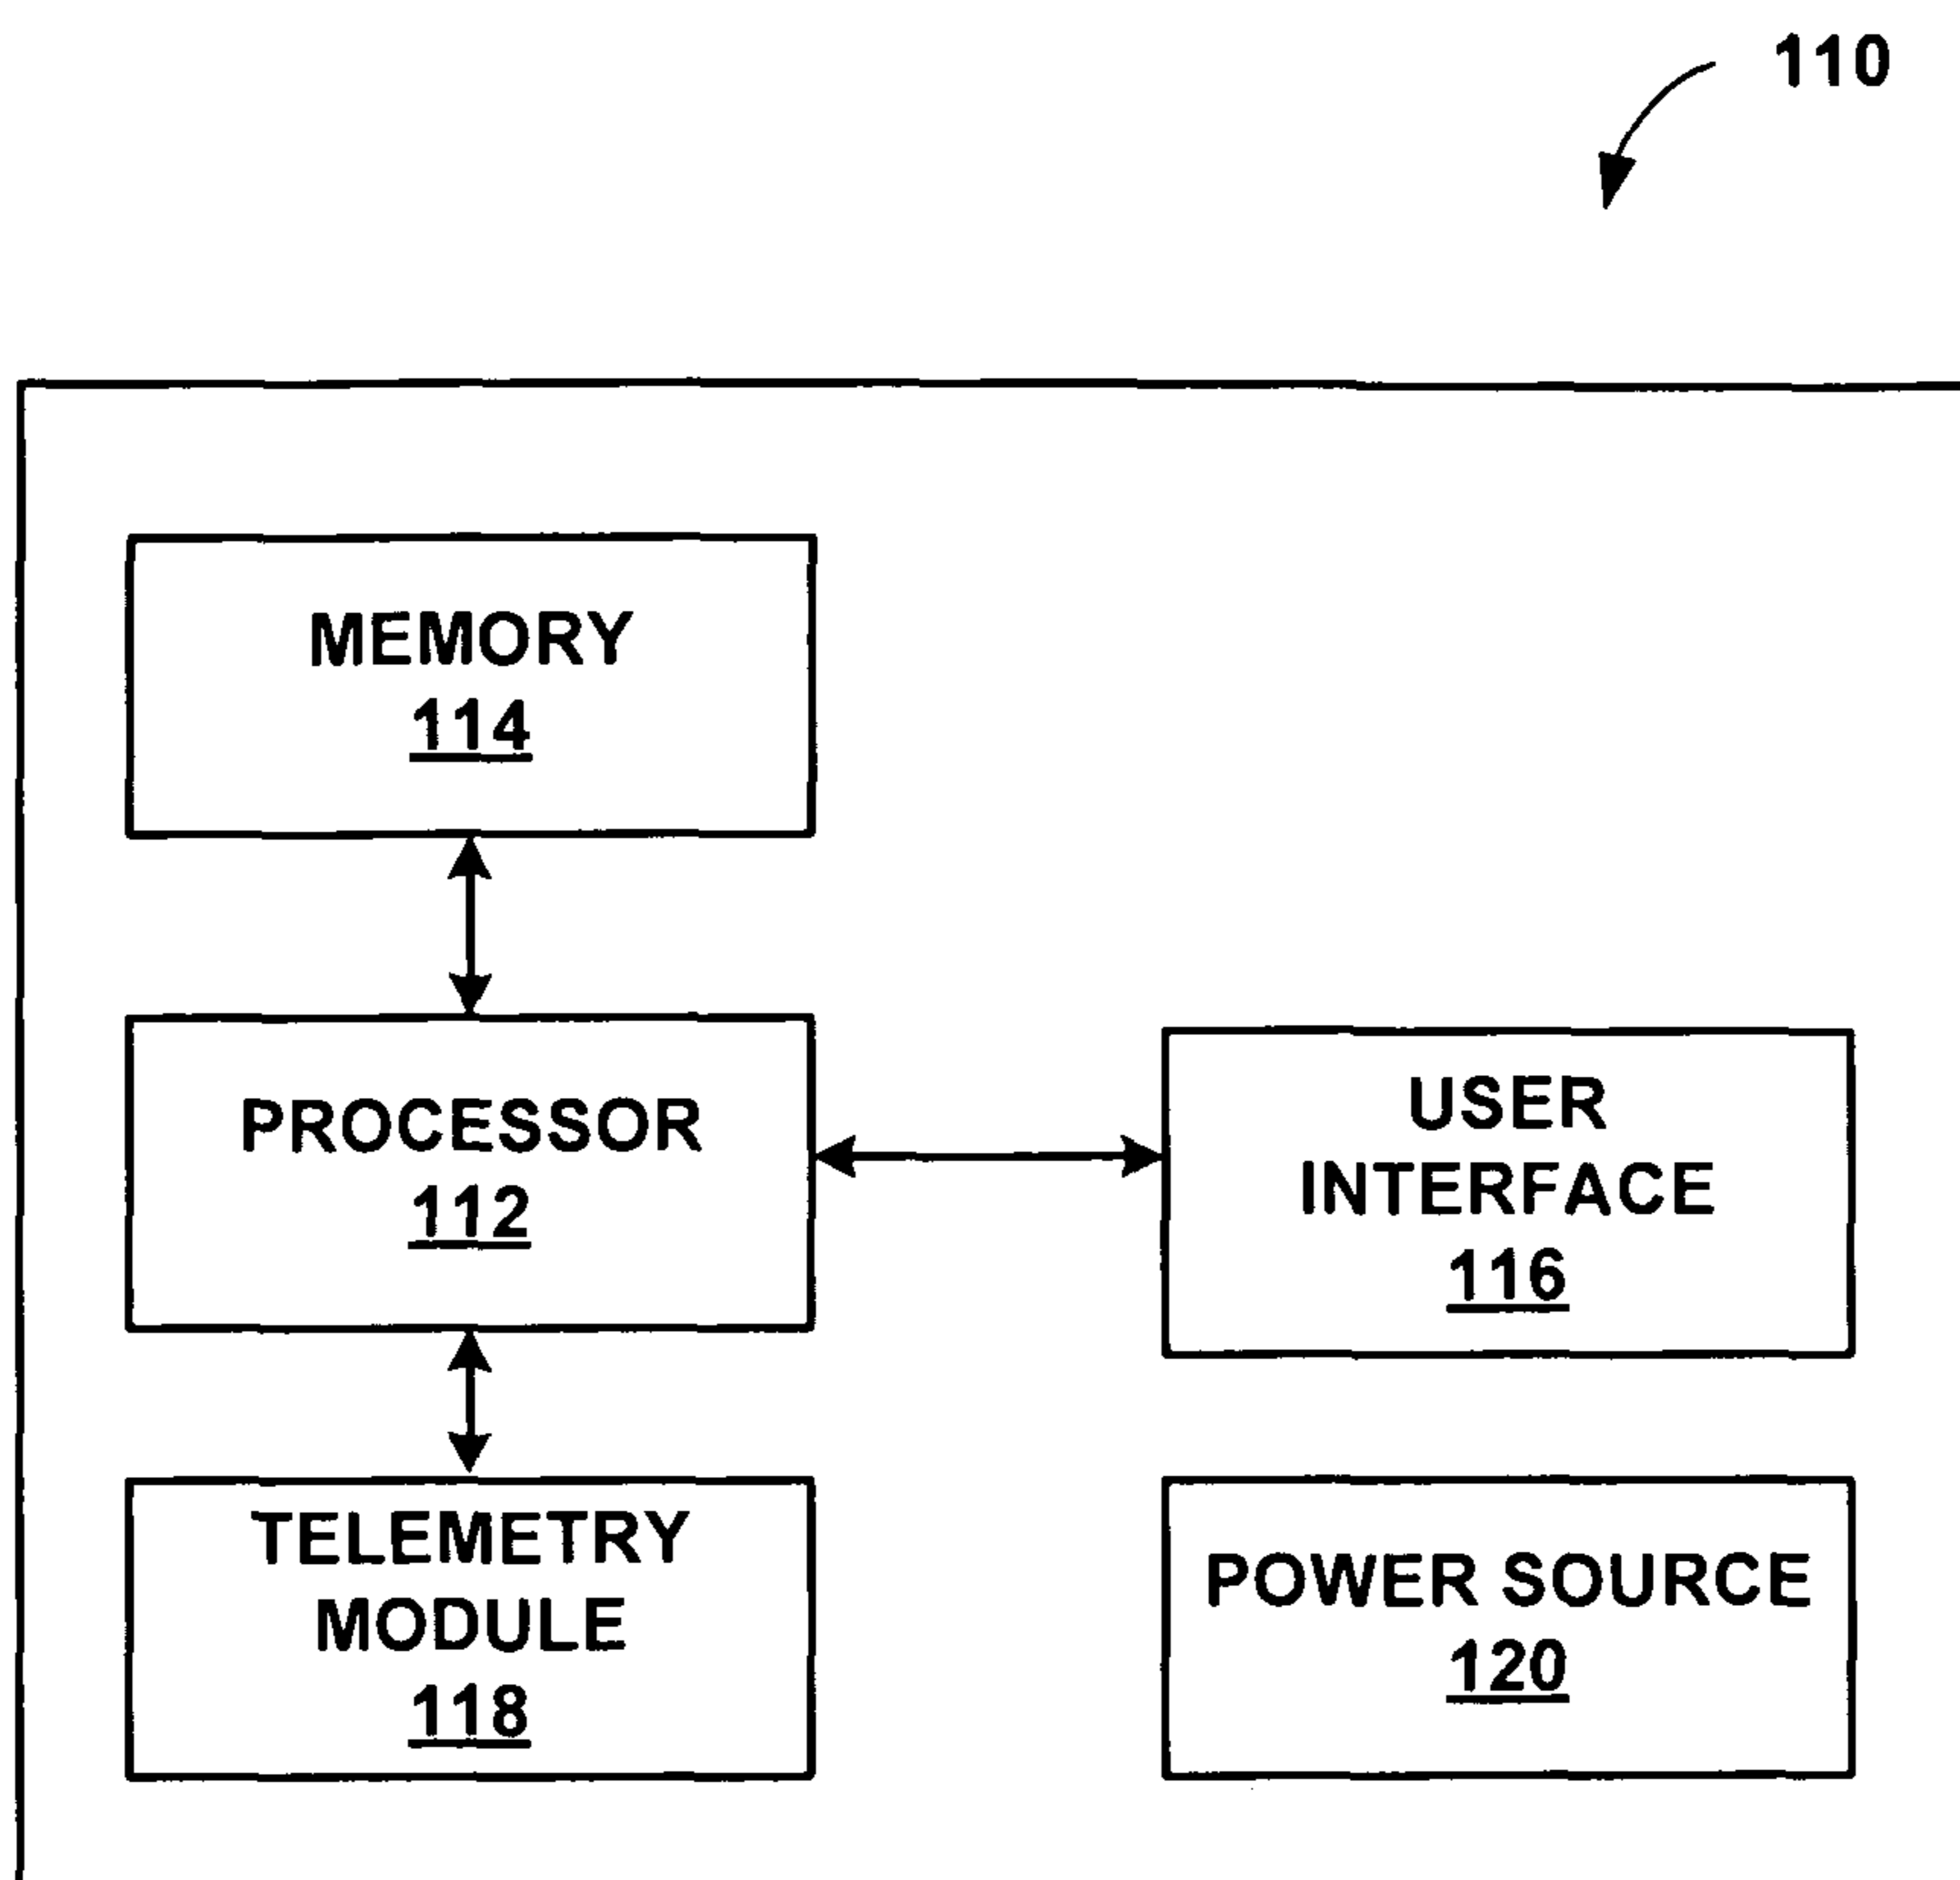 110
MEMORY
114
PROCESSOR
112
USER
INTERFACE
116
TELEMETRY
MODULE
118
POWER SOURCE
120